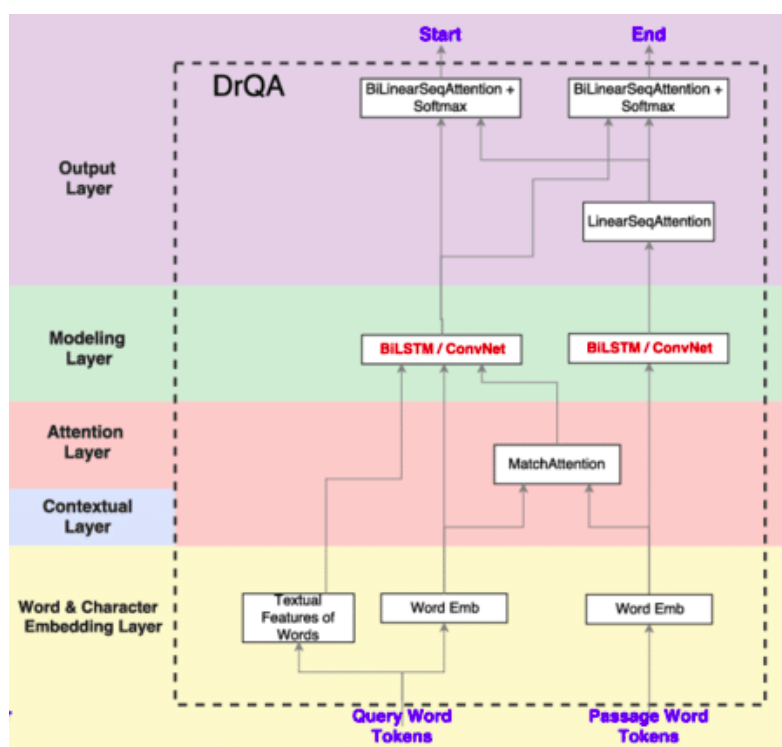 Start
End
DrQA
BiLinearSeqAttention +
Softmax
BiLinearSeqAttention +
Softmax
Output
Layer
LinearSeqAttention
Modeling
Layer
BiLSTM / ConvNet
BiLSTM / ConvNet
Attention
Layer
MatchAttention
Contextual
Layer
Word & Character
Embedding Layer
Textual
Features of
Words
Word Emb
Word Emb
Query Word
Tokens
Passage Word
Tokens